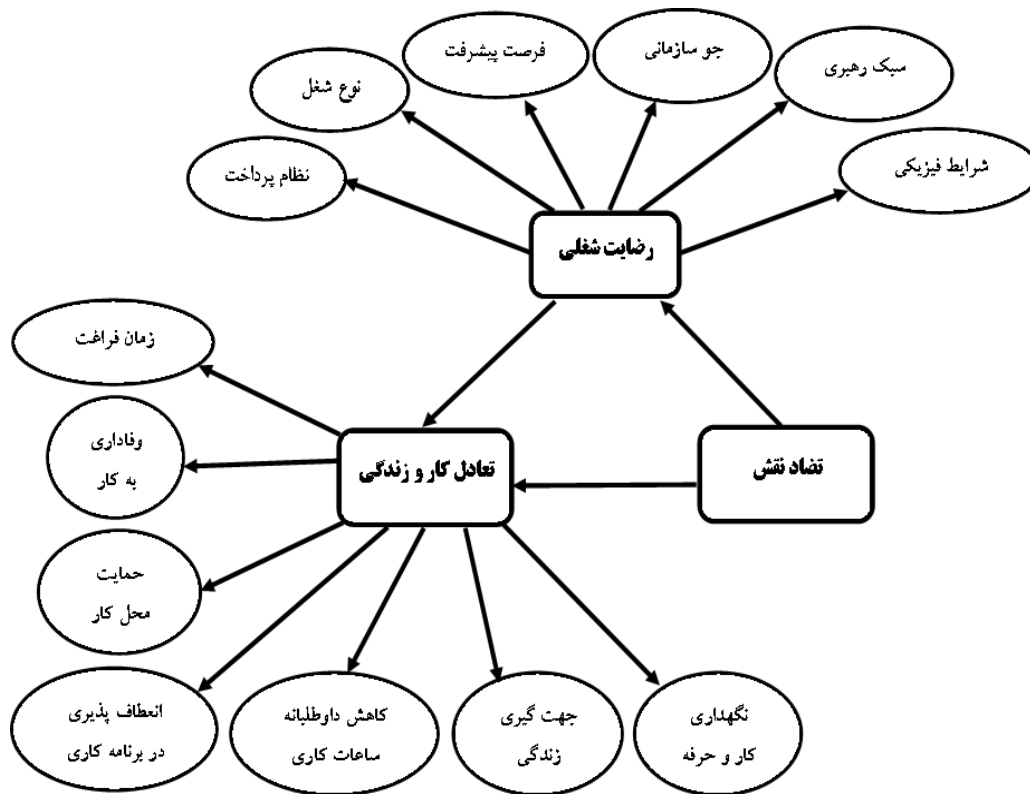 جو سازمانی
فرصت پیشرفت
سبک رهبری
نوع شغل
شرایط فیزیکی
نظام پرداخت
رضایت شغلی
زمان فراغت
وفاداری
به کار
تعادل کار و زندگی
تضاد نقش
حمایت
محل کار
انعطاف پذیری
در برنامه کاری
کاهش داوطلبانه
ساعات کاری
جهت گیری
زندگی
نگهداری
کار و حرفه